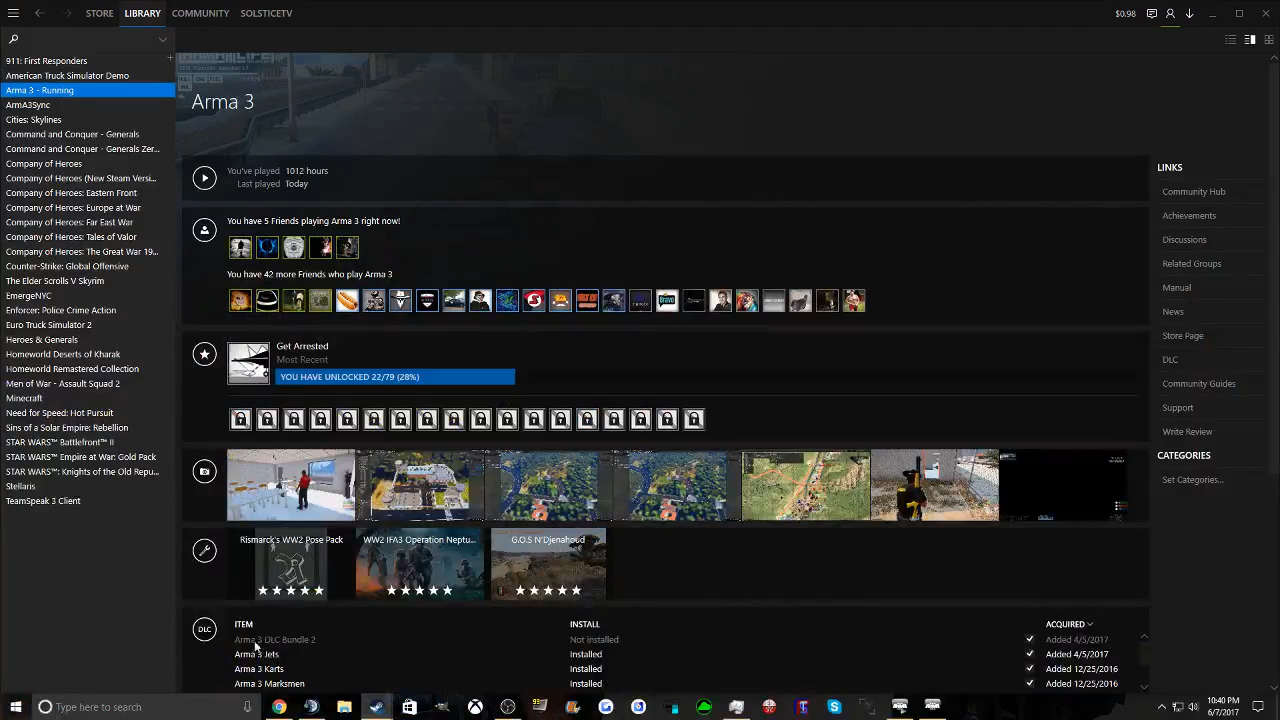 STORE LIBRARY COMMUNITY SOLSTICETV $0.98
911: First Responders
American Truck Simulator Demo
Arma 3 - Running
ArmA3Sync
Cities: Skylines
Command and Conquer - Generals
Command and Conquer - Generals Zer...
Company of Heroes
Company of Heroes (New Steam Versi...
Company of Heroes: Eastern Front
Company of Heroes: Europe at War
Company of Heroes: Far East War
Company of Heroes: Tales of Valor
Company of Heroes: The Great War 19...
Counter-Strike: Global Offensive
The Elder Scrolls V Skyrim
EmergeNYC
Enforcer: Police Crime Action
Euro Truck Simulator 2
Heroes & Generals
Homeworld Deserts of Kharak
Homeworld Remastered Collection
Men of War - Assault Squad 2
Minecraft
Need for Speed: Hot Pursuit
Sins of a Solar Empire: Rebellion
STAR WARS™ Battlefront™ II
STAR WARS™ Empire at War: Gold Pack
STAR WARS™: Knights of the Old Repu...
Stellaris
TeamSpeak 3 Client
Arma 3
You've played 1012 hours
Last played Today
You have 5 Friends playing Arma 3 right now!
You have 42 more Friends who play Arma 3
Get Arrested
Most Recent
YOU HAVE UNLOCKED 22/79 (28%)
Rismarck's WW2 Pose Pack
WW2 IFA3 Operation Neptu...
G.O.S N'Djenahoud
DLC
ITEM INSTALL ACQUIRED
Arma 3 DLC Bundle 2 Not installed Added 4/5/2017
Arma 3 Jets Installed Added 4/5/2017
Arma 3 Karts Installed Added 12/25/2016
Arma 3 Marksmen Installed Added 12/25/2016
LINKS
Community Hub
Achievements
Discussions
Related Groups
Manual
News
Store Page
DLC
Community Guides
Support
Write Review
CATEGORIES
Set Categories...
Type here to search
10:40 PM
6/7/2017